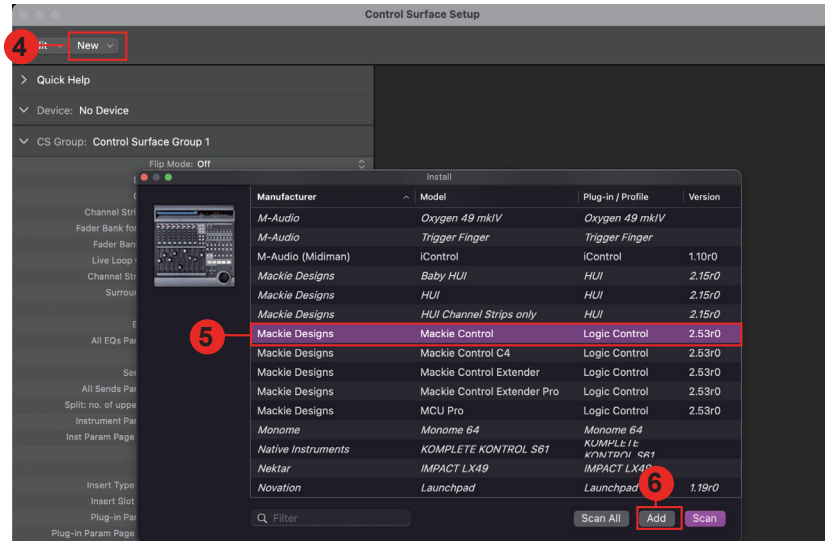 Control Surface Setup
4
New
Quick Help
Device: No Device
CS Group: Control Surface Group 1
Flip Mode: Off
Install
Manufacturer Model Plug-in / Profile Version
M-Audio Oxygen 49 mkIV Oxygen 49 mkIV
M-Audio Trigger Finger Trigger Finger
M-Audio (Midiman) iControl iControl 1.10r0
Mackie Designs Baby HUI HUI 2.15r0
Mackie Designs HUI HUI 2.15r0
Mackie Designs HUI Channel Strips only HUI 2.15r0
5 Mackie Designs Mackie Control Logic Control 2.53r0
Mackie Designs Mackie Control C4 Logic Control 2.53r0
Mackie Designs Mackie Control Extender Logic Control 2.53r0
Mackie Designs Mackie Control Extender Pro Logic Control 2.53r0
Mackie Designs MCU Pro Logic Control 2.53r0
Monome Monome 64 Monome 64
Native Instruments KOMPLETE KONTROL S61 KOMPLETE KONTROL S61
Nektar IMPACT LX49 IMPACT LX49
Novation Launchpad Launchpad 1.19r0
6
Filter Scan All Add Scan
Channel Stri
Fader Bank for
Fader Ban
Live Loop
Channel Str
Surrou
All EQs Par
Se
All Sends Par
Split: no. of uppe
Instrument Par
Inst Param Page
Insert Type
Insert Slot
Plug-in Par
Plug-in Param Page